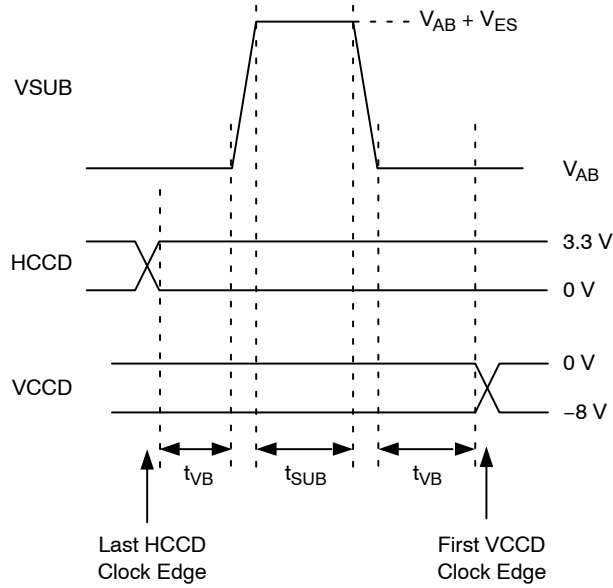 V_AB + V_ES
VSUB
V_AB
3.3 V
HCCD
0 V
0 V
VCCD
−8 V
t_VB
t_SUB
t_VB
Last HCCD
Clock Edge
First VCCD
Clock Edge